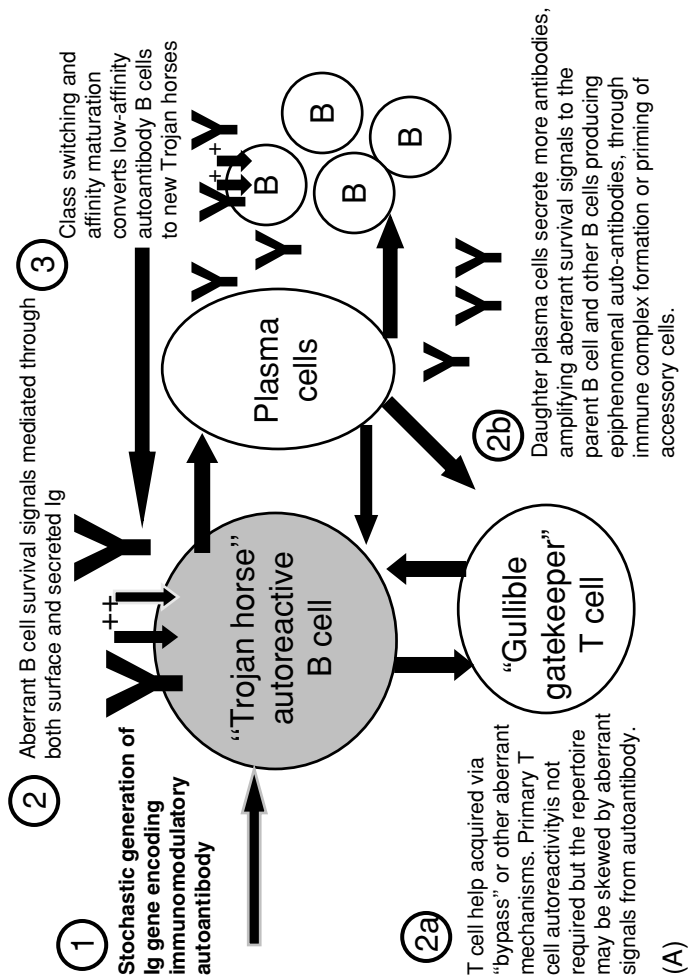 1
Stochastic generation of
Ig gene encoding
immunomodulatory
autoantibody
2
Aberrant B cell survival signals mediated through
both surface and secreted Ig
3
Class switching and
affinity maturation
converts low-affinity
autoantibody B cells
to new Trojan horses
++
Y Y
“Trojan horse”
autoreactive
B cell
Plasma
cells
Y Y
Y Y
+ +
B
B
B
B
B
Y Y Y
2a
T cell help acquired via
“bypass” or other aberrant
mechanisms. Primary T
cell autoreactivityis not
required but the repertoire
may be skewed by aberrant
signals from autoantibody.
“Gullible
gatekeeper”
T cell
2b
Daughter plasma cells secrete more antibodies,
amplifying aberrant survival signals to the
parent B cell and other B cells producing
epiphenomenal auto-antibodies, through
immune complex formation or priming of
accessory cells.
(A)